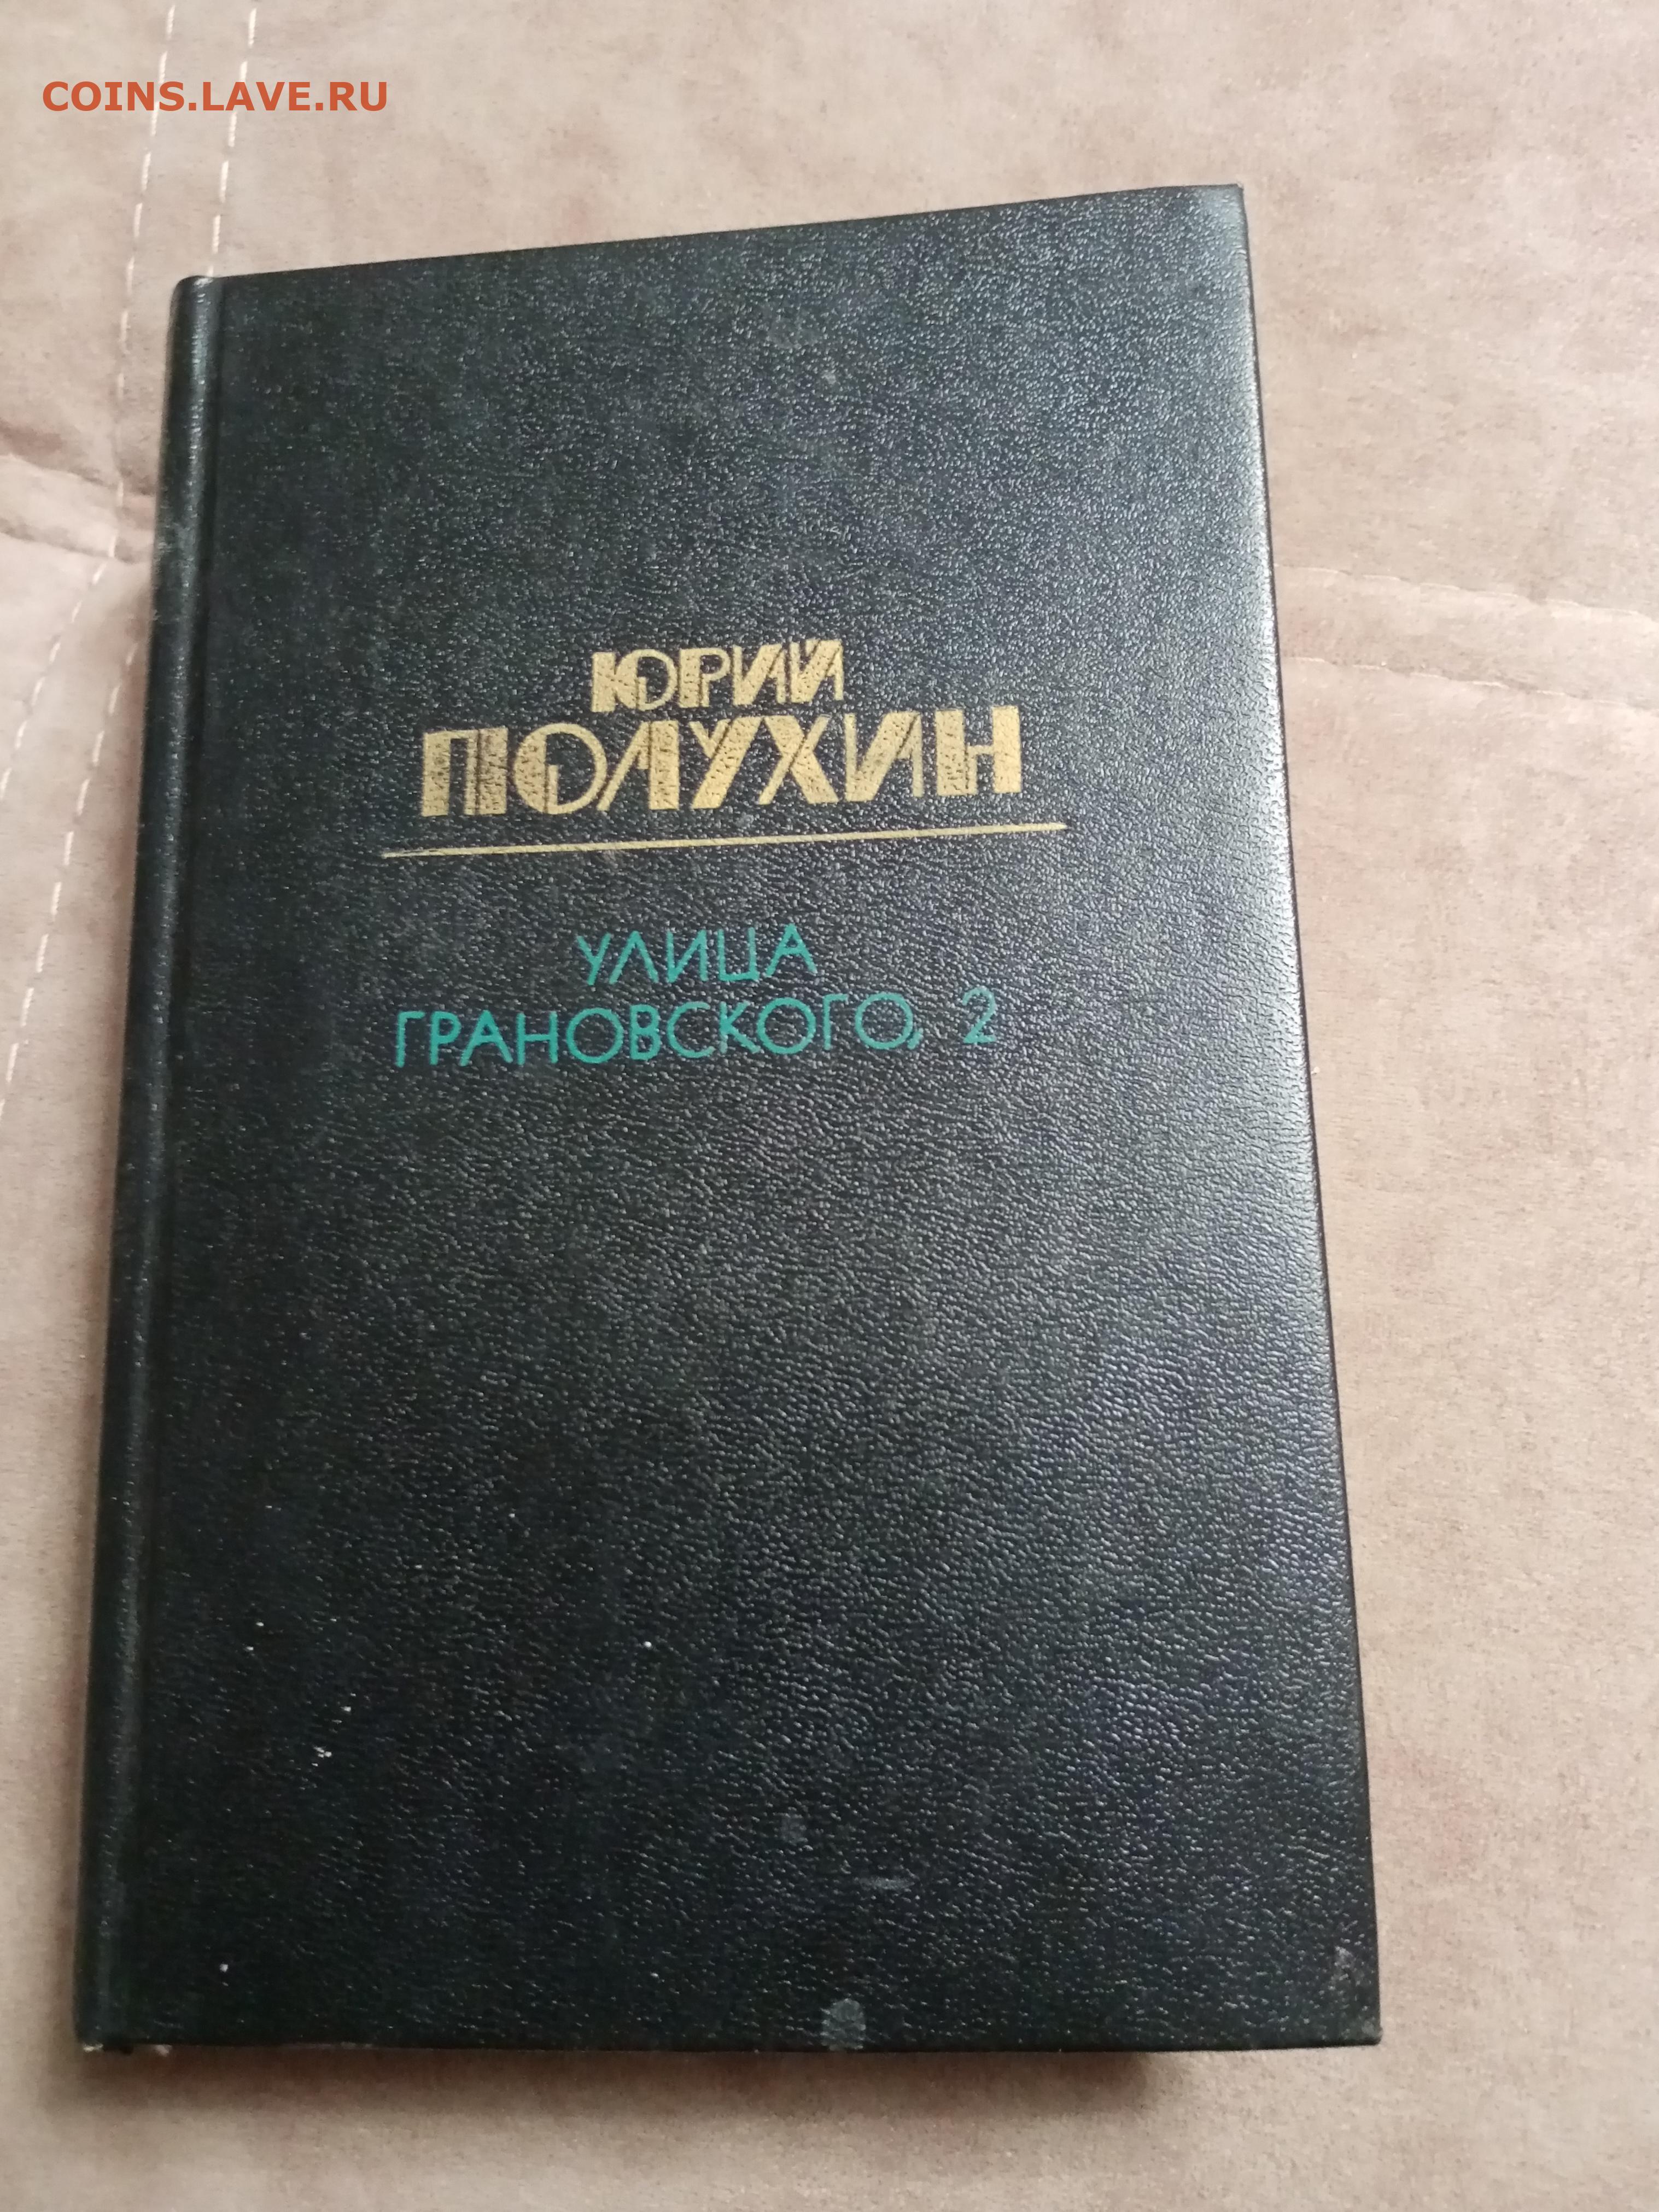 COINS.LAVE.RU
ЮРИЙ
ПОЛУХИН
УЛИЦА
ГРАНОВСКОГО, 2